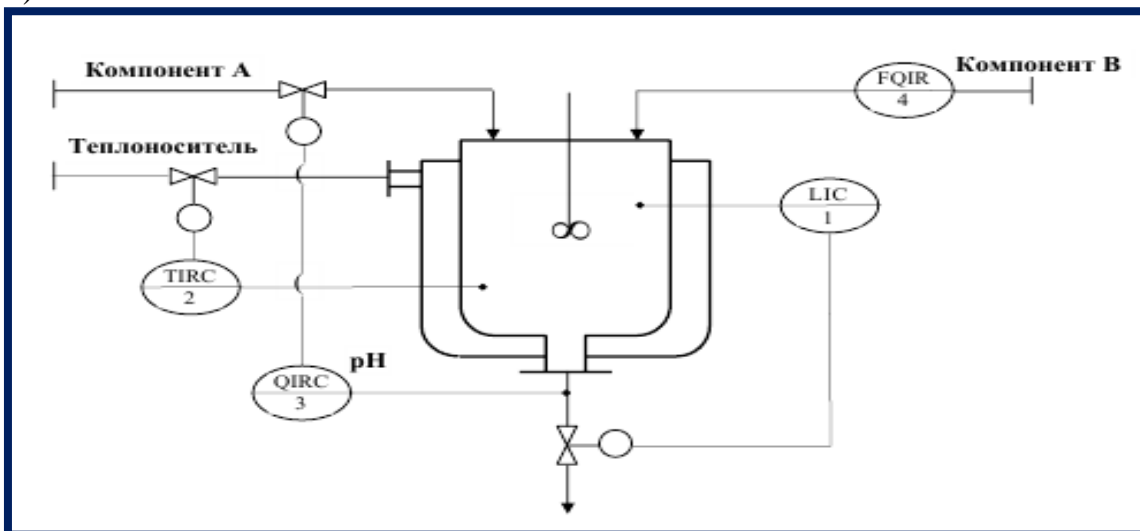 Компонент А
FQIR
4
Компонент В
Теплоноситель
LIC
1
TIRC
2
pH
QIRC
3